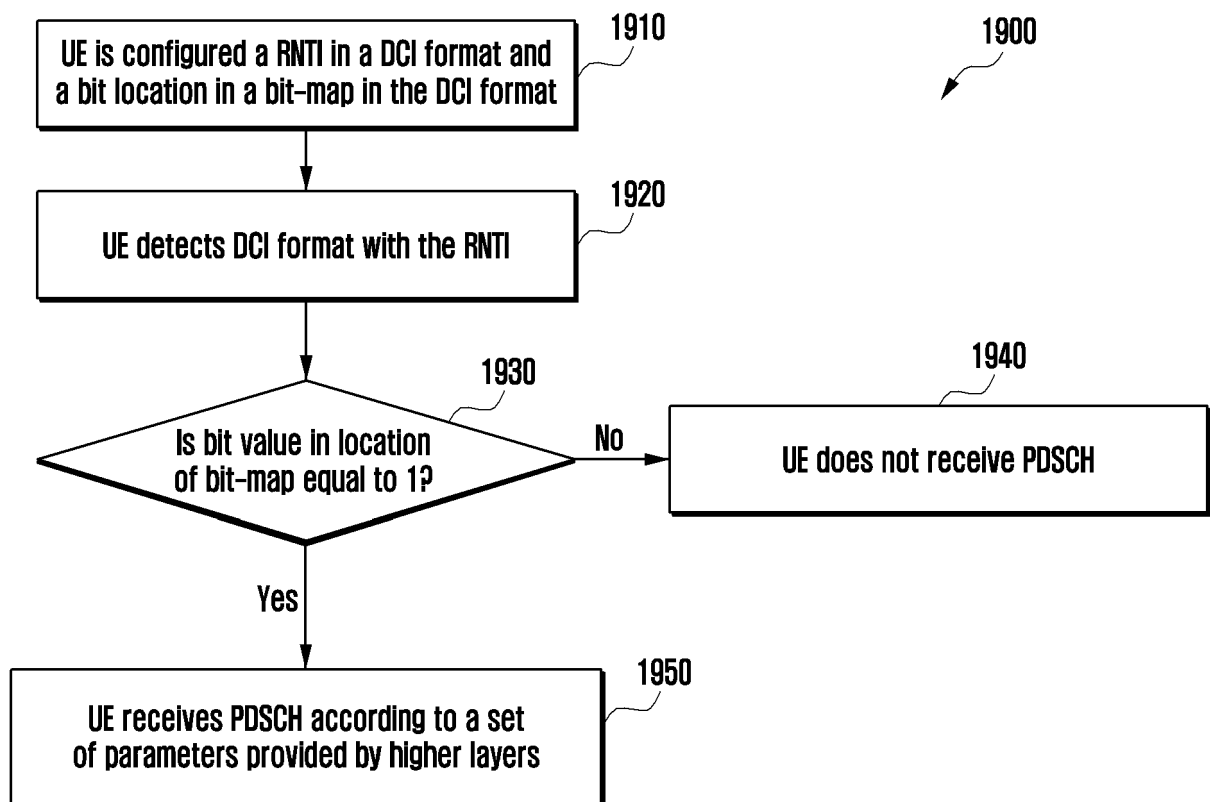 UE is configured a RNTI in a DCI format and
a bit location in a bit-map in the DCI format
1910
1900
UE detects DCI format with the RNTI
1920
Is bit value in location
of bit-map equal to 1?
1930
No
UE does not receive PDSCH
1940
Yes
UE receives PDSCH according to a set
of parameters provided by higher layers
1950